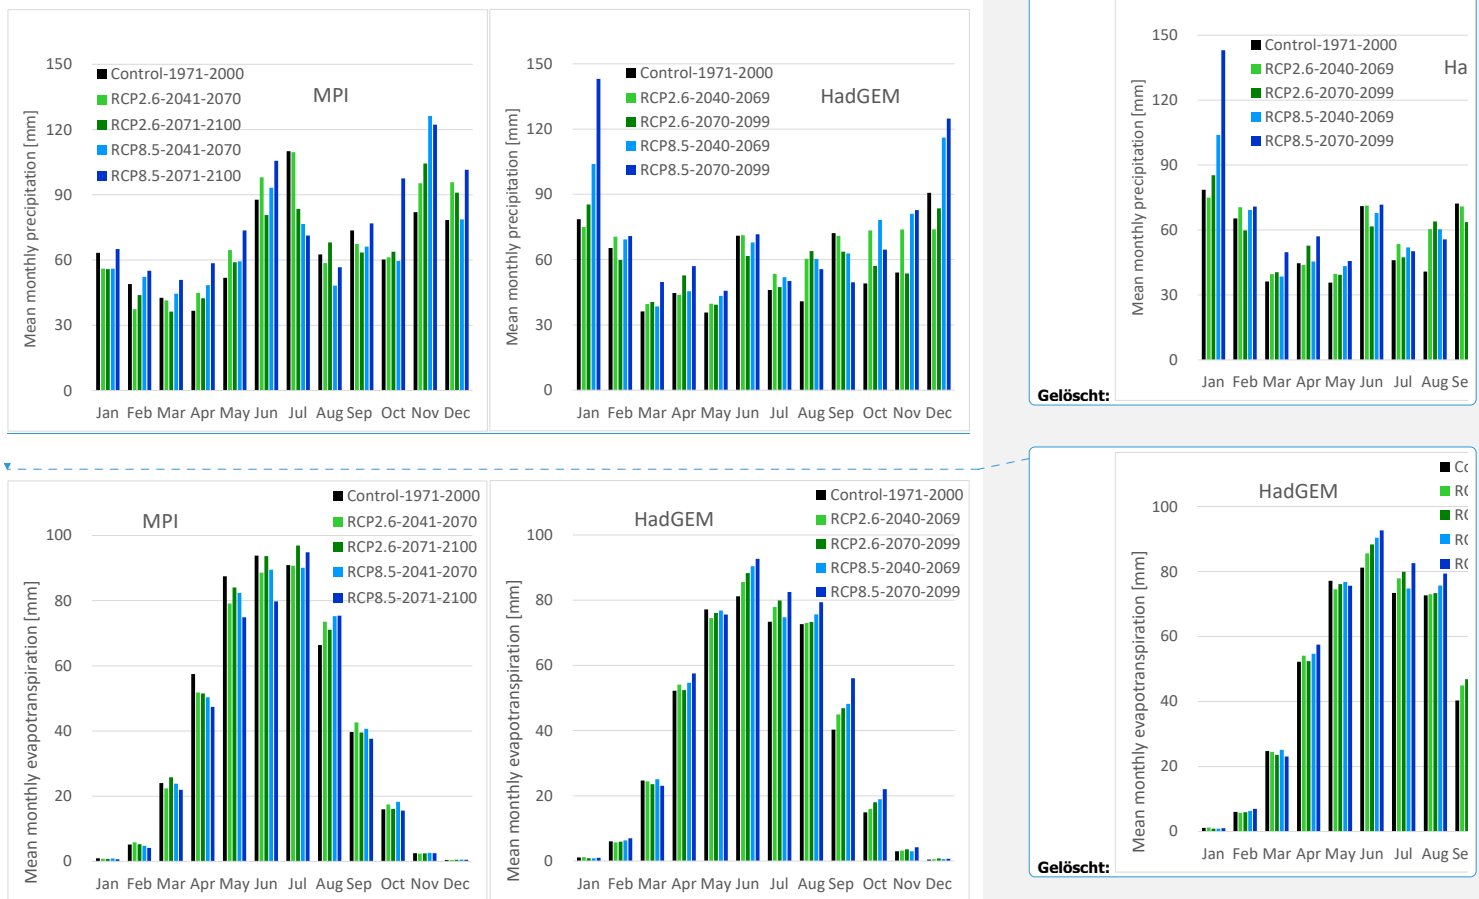 150
120
90
60
30
0
Mean monthly precipitation [mm]
Control-1971-2000
RCP2.6-2041-2070
RCP2.6-2071-2100
RCP8.5-2041-2070
RCP8.5-2071-2100
MPI
Jan Feb Mar Apr May Jun Jul Aug Sep Oct Nov Dec
150
120
90
60
30
0
Mean monthly precipitation [mm]
Control-1971-2000
RCP2.6-2040-2069
RCP2.6-2070-2099
RCP8.5-2040-2069
RCP8.5-2070-2099
HadGEM
Jan Feb Mar Apr May Jun Jul Aug Sep Oct Nov Dec
150
120
90
60
30
0
Mean monthly precipitation [mm]
Control-1971-2000
RCP2.6-2040-2069
RCP2.6-2070-2099
RCP8.5-2040-2069
RCP8.5-2070-2099
Ha
Jan Feb Mar Apr May Jun Jul Aug Se
Gelöscht:
100
80
60
40
20
0
Mean monthly evapotranspiration [mm]
MPI
Control-1971-2000
RCP2.6-2041-2070
RCP2.6-2071-2100
RCP8.5-2041-2070
RCP8.5-2071-2100
Jan Feb Mar Apr May Jun Jul Aug Sep Oct Nov Dec
100
80
60
40
20
0
Mean monthly evapotranspiration [mm]
HadGEM
Control-1971-2000
RCP2.6-2040-2069
RCP2.6-2070-2099
RCP8.5-2040-2069
RCP8.5-2070-2099
Jan Feb Mar Apr May Jun Jul Aug Sep Oct Nov Dec
100
80
60
40
20
0
Mean monthly evapotranspiration [mm]
HadGEM
Jan Feb Mar Apr May Jun Jul Aug Se
Gelöscht: